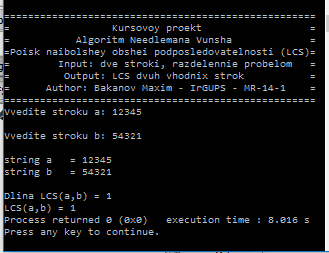 ==================================================
= Kursovoy proekt =
= Algoritm Needlemana Vunsha =
=Poisk naibolshey obshei podposledovatelnosti (LCS)=
= Input: dve stroki, razdelennie probelom =
= Output: LCS dvuh vhodnix strok =
= Author: Bakanov Maxim - IrGUPS - MR-14-1 =
==================================================
Vvedite stroku a: 12345
Vvedite stroku b: 54321
string a = 12345
string b = 54321
Dlina LCS(a,b) = 1
LCS(a,b) = 1
Process returned 0 (0x0) execution time : 8.016 s
Press any key to continue.